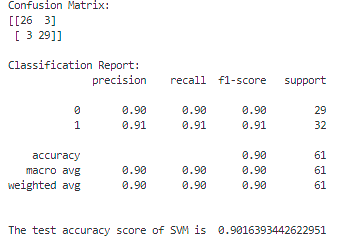 Confusion Matrix:
[[26  3]
 [ 3 29]]
Classification Report:
              precision    recall  f1-score   support
           0       0.90      0.90      0.90        29
           1       0.91      0.91      0.91        32
    accuracy                           0.90        61
   macro avg       0.90      0.90      0.90        61
weighted avg       0.90      0.90      0.90        61
The test accuracy score of SVM is  0.9016393442622951